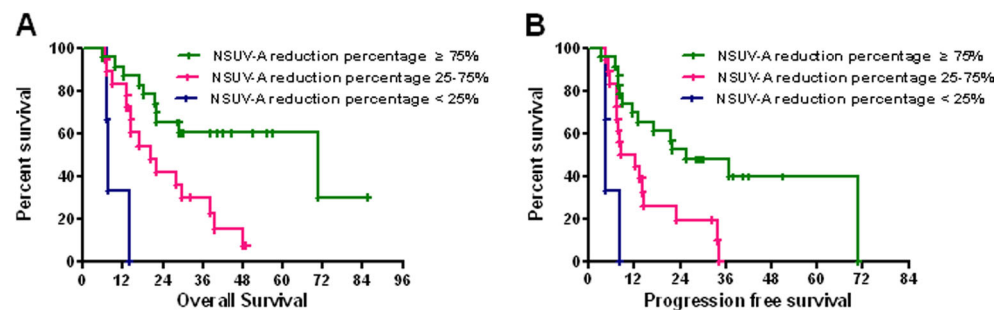 A
Percent survival
100
80
60
40
20
0
NSUV-A reduction percentage ≥ 75%
NSUV-A reduction percentage 25-75%
NSUV-A reduction percentage < 25%
0 12 24 36 48 60 72 84 96
Overall Survival
B
Percent survival
100
80
60
40
20
0
NSUV-A reduction percentage ≥ 75%
NSUV-A reduction percentage 25-75%
NSUV-A reduction percentage < 25%
0 12 24 36 48 60 72 84
Progression free survival